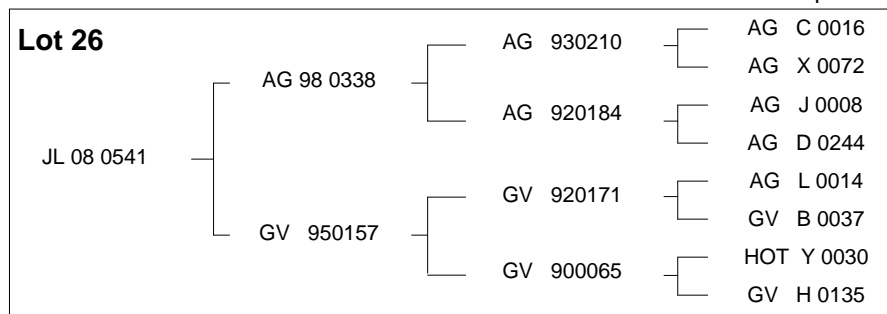 Lot 26
AG C 0016
AG 930210
AG X 0072
AG 98 0338
AG J 0008
AG 920184
AG D 0244
JL 08 0541
AG L 0014
GV 920171
GV B 0037
GV 950157
HOT Y 0030
GV 900065
GV H 0135